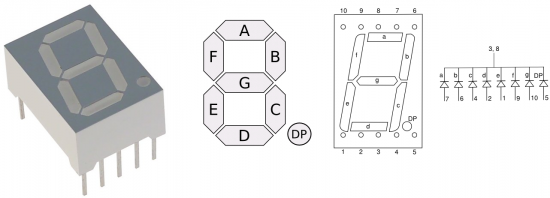 A
F B
G
E C
D
DP
10 9 8 7 6
a
f b
g
e c
d
DP
1 2 3 4 5
3, 8
a b c d e f g DP
7 6 4 2 1 9 10 5